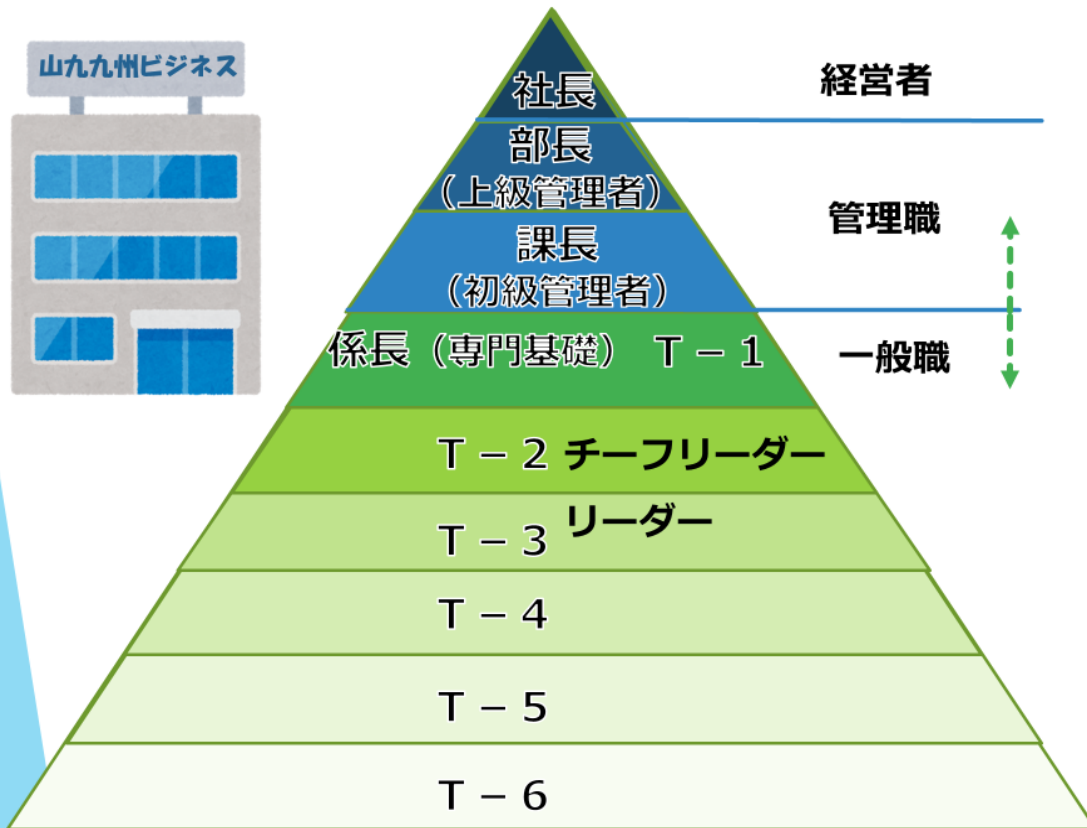 山九九州ビジネス
社長
経営者
部長
（上級管理者）
管理職
課長
（初級管理者）
係長（専門基礎） Ｔ－１
一般職
Ｔ－２ チーフリーダー
Ｔ－３ リーダー
Ｔ－４
Ｔ－５
Ｔ－６